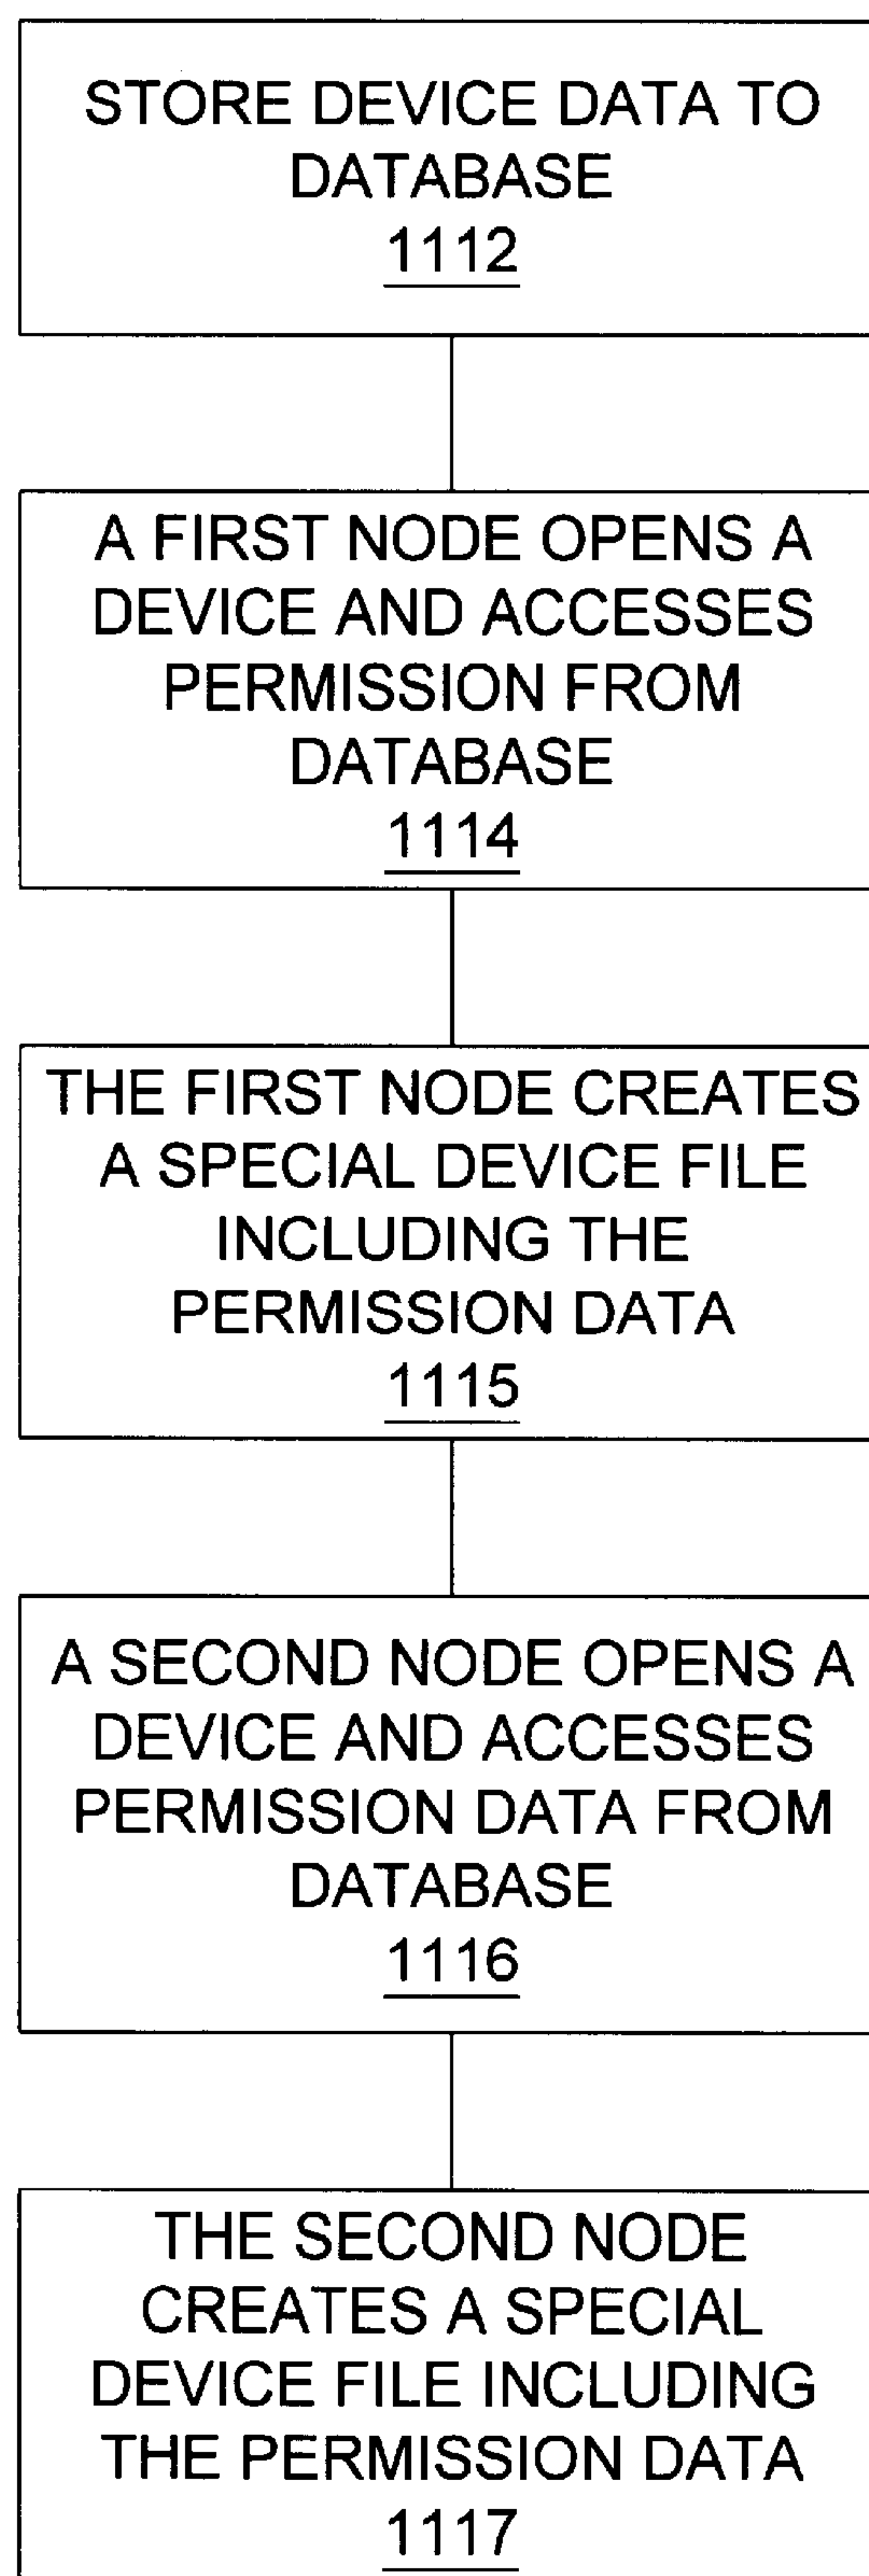 STORE DEVICE DATA TO
DATABASE
1112
A FIRST NODE OPENS A
DEVICE AND ACCESSES
PERMISSION FROM
DATABASE
1114
THE FIRST NODE CREATES
A SPECIAL DEVICE FILE
INCLUDING THE
PERMISSION DATA
1115
A SECOND NODE OPENS A
DEVICE AND ACCESSES
PERMISSION DATA FROM
DATABASE
1116
THE SECOND NODE
CREATES A SPECIAL
DEVICE FILE INCLUDING
THE PERMISSION DATA
1117